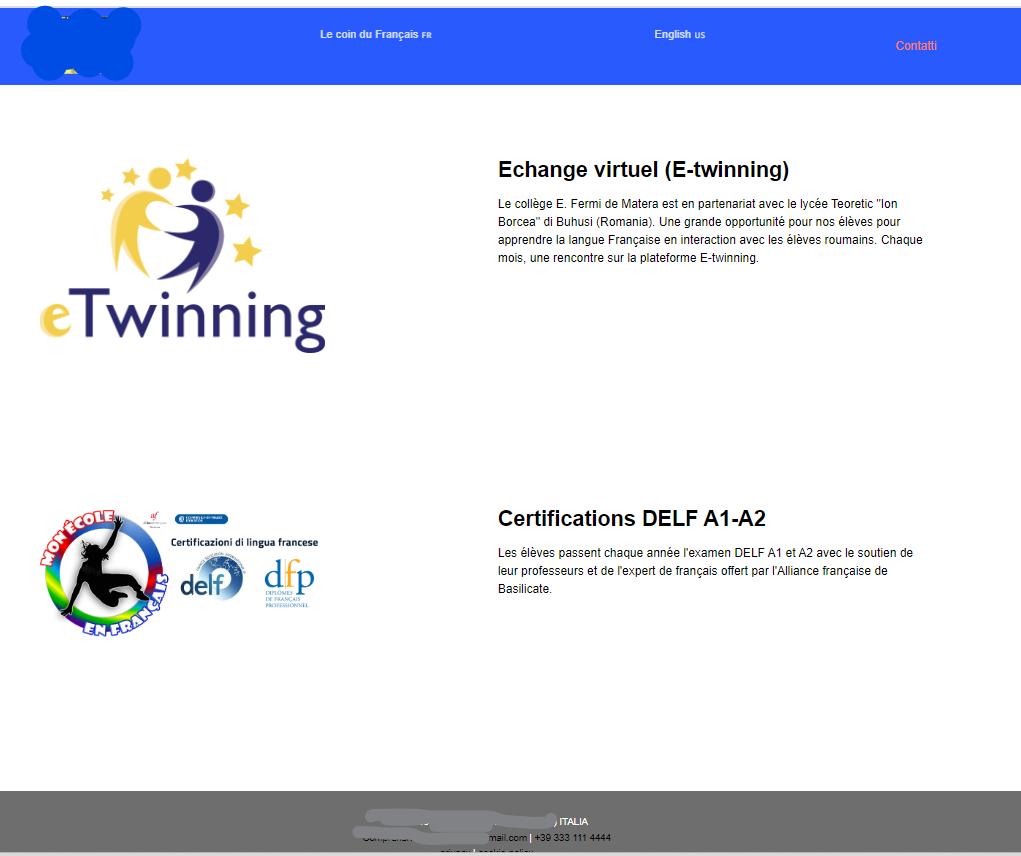 Le coin du Français FR
English US
Contatti
eTwinning
Echange virtuel (E-twinning)
Le collège E. Fermi de Matera est en partenariat avec le lycée Teoretic "Ion
Borcea" di Buhusi (Romania). Une grande opportunité pour nos élèves pour
apprendre la langue Française en interaction avec les élèves roumains. Chaque
mois, une rencontre sur la plateforme E-twinning.
MON ÉCOLE
EN FRANÇAIS
af
Certificazioni di lingua francese
delf
dfp
DIPLÔMES
DE FRANÇAIS
PROFESSIONNEL
Certifications DELF A1-A2
Les élèves passent chaque année l'examen DELF A1 et A2 avec le soutien de
leur professeurs et de l'expert de français offert par l'Alliance française de
Basilicate.
ITALIA
mail.com | +39 333 111 4444
privacy | cookie policy